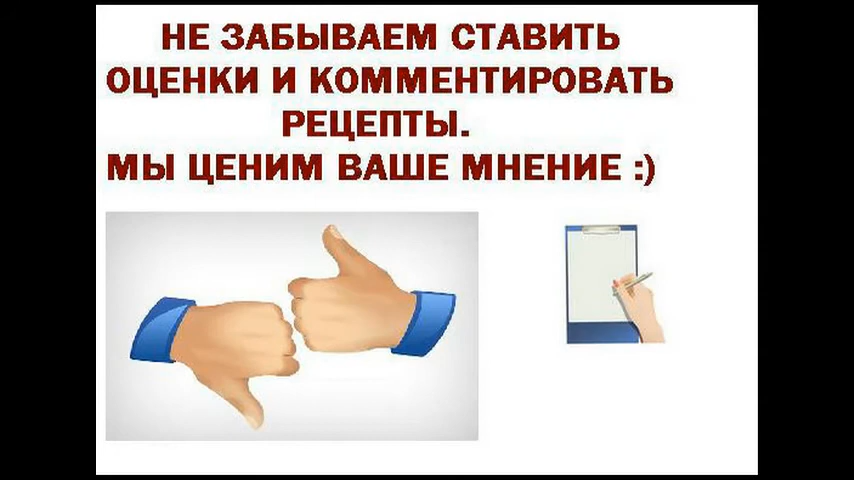 НЕ ЗАБЫВАЕМ СТАВИТЬ
ОЦЕНКИ И КОММЕНТИРОВАТЬ
РЕЦЕПТЫ.
МЫ ЦЕНИМ ВАШЕ МНЕНИЕ :)